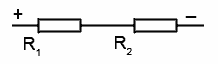 + –
R1 R2